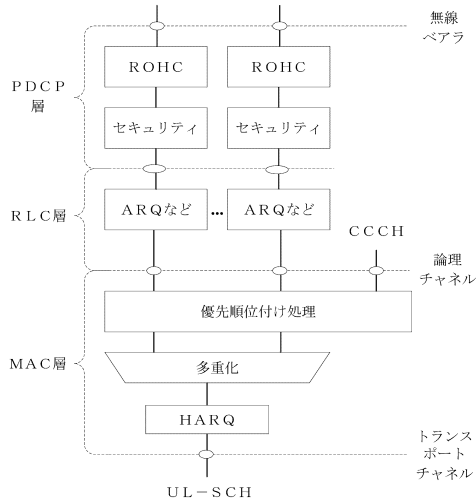 無線
ベアラ
ROHC
ROHC
PDCP
層
セキュリティ
セキュリティ
RLC層
ARQなど
...
ARQなど
CCCH
論理
チャネル
優先順位付け処理
MAC層
多重化
HARQ
トランス
ポート
チャネル
UL-SCH